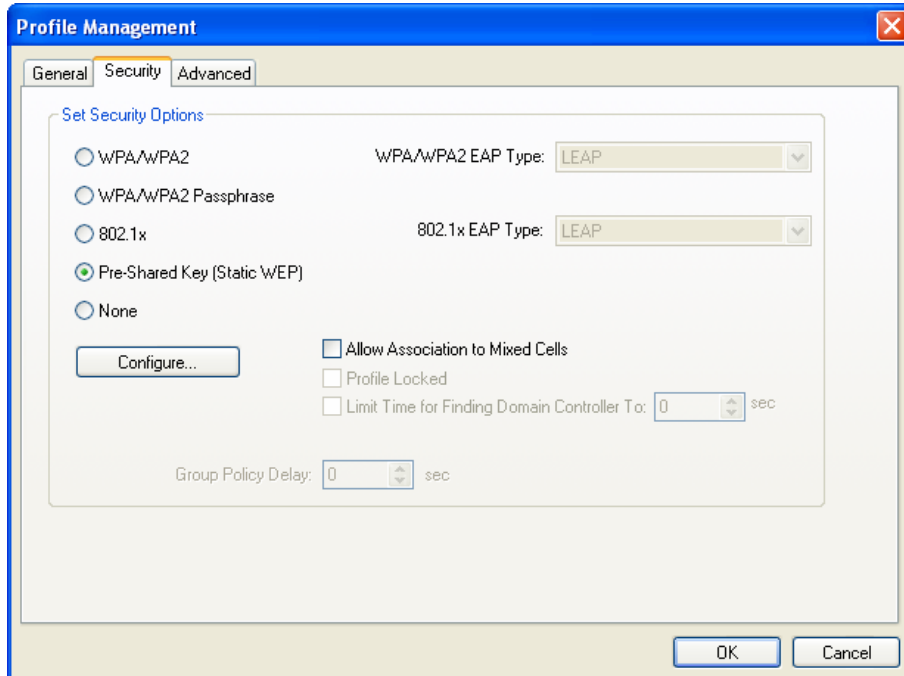 Profile Management
General Security Advanced
Set Security Options
WPA/WPA2 WPA/WPA2 EAP Type: LEAP
WPA/WPA2 Passphrase
802.1x 802.1x EAP Type: LEAP
Pre-Shared Key (Static WEP)
None
Configure... Allow Association to Mixed Cells
Profile Locked
Limit Time for Finding Domain Controller To: 0 sec
Group Policy Delay: 0 sec
OK Cancel